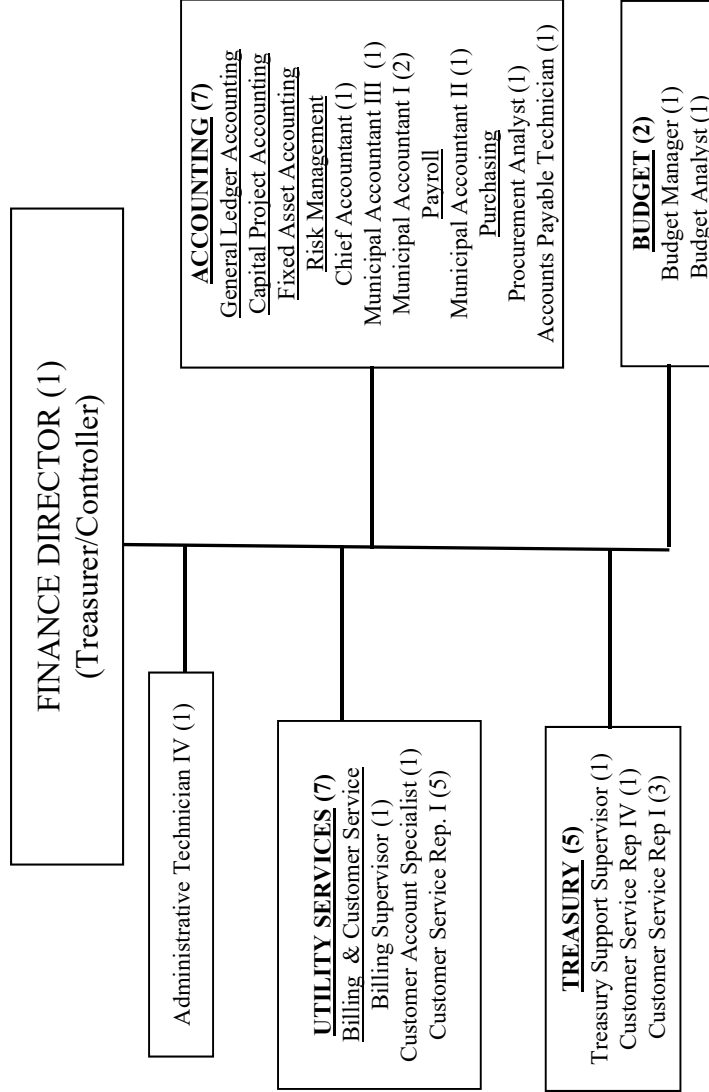 FINANCE DIRECTOR (1)
(Treasurer/Controller)
Administrative Technician IV (1)
UTILITY SERVICES (7)
Billing & Customer Service
Billing Supervisor (1)
Customer Account Specialist (1)
Customer Service Rep. I (5)
ACCOUNTING (7)
General Ledger Accounting
Capital Project Accounting
Fixed Asset Accounting
Risk Management
Chief Accountant (1)
Municipal Accountant III (1)
Municipal Accountant I (2)
Payroll
Municipal Accountant II (1)
Purchasing
Procurement Analyst (1)
Accounts Payable Technician (1)
TREASURY (5)
Treasury Support Supervisor (1)
Customer Service Rep IV (1)
Customer Service Rep I (3)
BUDGET (2)
Budget Manager (1)
Budget Analyst (1)